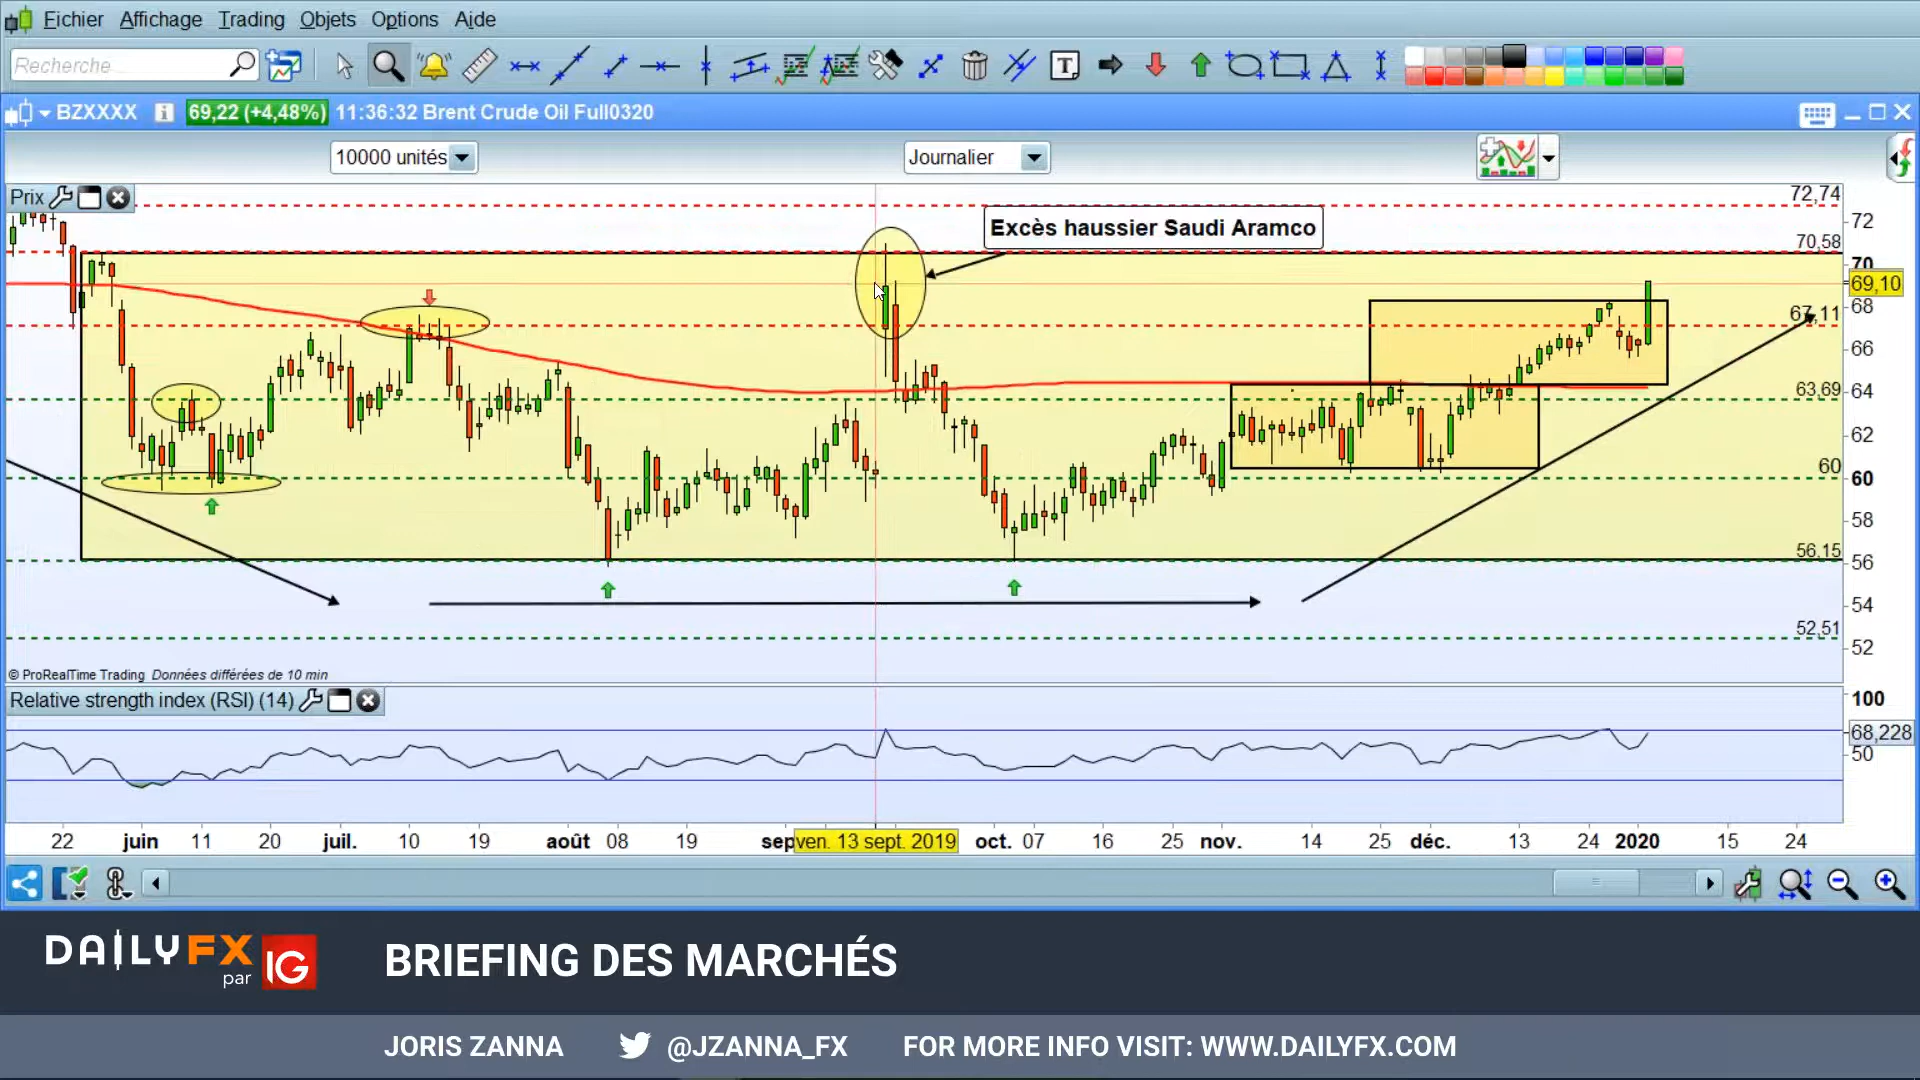 Fichier Affichage Trading Objets Options Aide
Recherche...
BZXXXX 69,22 (+4,48%) 11:36:32 Brent Crude Oil Full0320
10000 unités Journalier
Prix
Excès haussier Saudi Aramco
72,74
72
70,58
70
69,10
68
67,11
66
64
63,69
62
60
60
58
56,15
56
54
52,51
52
© ProRealTime Trading Données différées de 10 min
Relative strength index (RSI) (14)
100
68,228
50
22 juin 11 20 juil. 10 19 août 08 19 sep ven. 13 sept. 2019 oct. 07 16 25 nov. 14 25 déc. 13 24 2020 15 24
DAILYFX
par IG
BRIEFING DES MARCHÉS
JORIS ZANNA @JZANNA_FX FOR MORE INFO VISIT: WWW.DAILYFX.COM